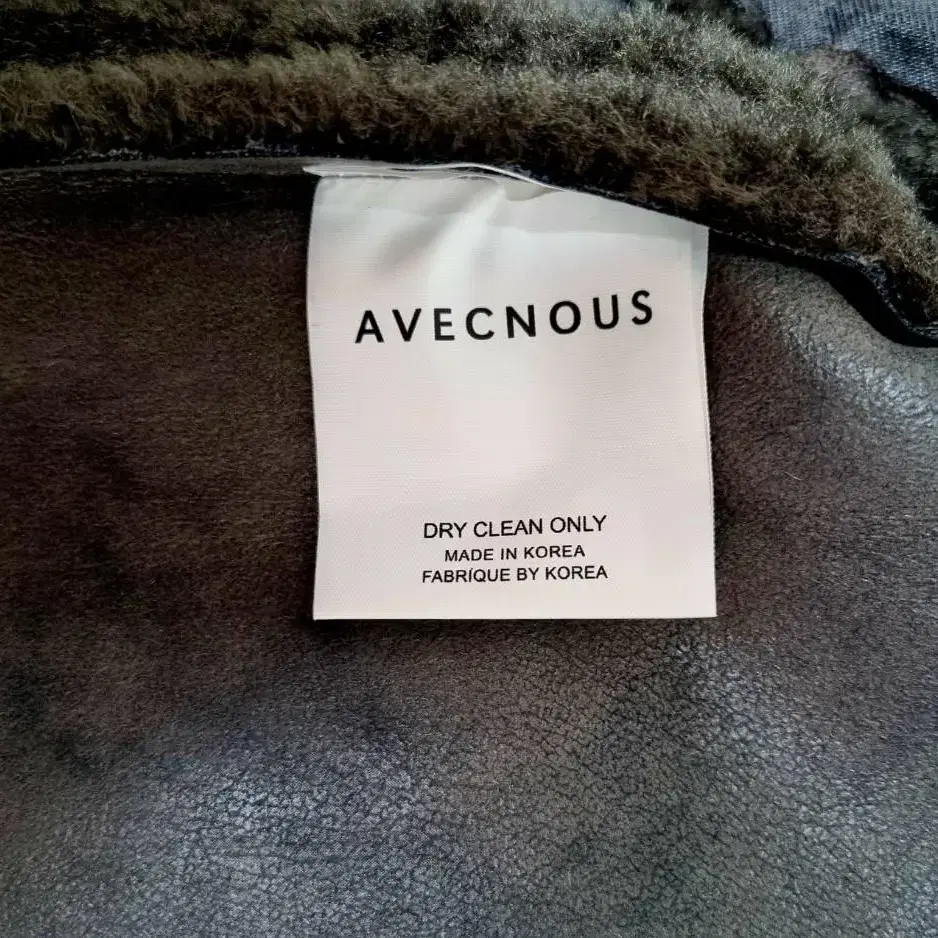 AVECNOUS
DRY CLEAN ONLY
MADE IN KOREA
FABRÍQUE BY KOREA